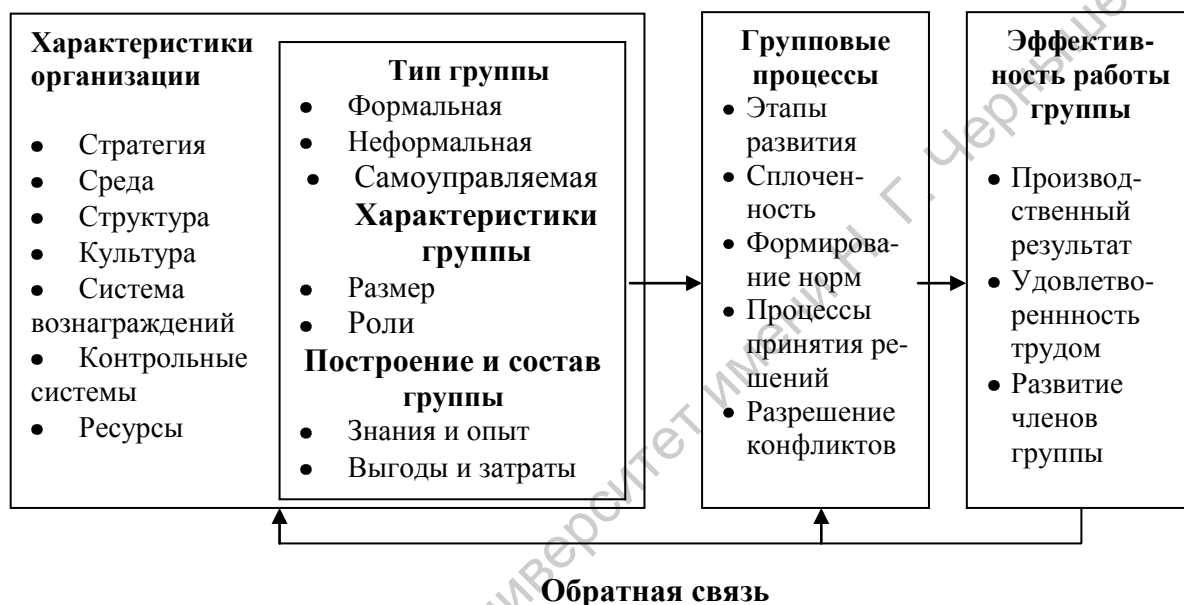 Характеристики
организации
● Стратегия
● Среда
● Структура
● Культура
● Система
вознаграждений
● Контрольные
системы
● Ресурсы
Тип группы
● Формальная
● Неформальная
● Самоуправляемая
Характеристики
группы
● Размер
● Роли
Построение и состав
группы
● Знания и опыт
● Выгоды и затраты
Групповые
процессы
● Этапы
развития
● Сплочен-
ность
● Формирова-
ние норм
● Процессы
принятия ре-
шений
● Разрешение
конфликтов
Эффектив-
ность работы
группы
● Производ-
ственный
результат
● Удовлетво-
реннность
трудом
● Развитие
членов
группы
Обратная связь
имени Н. Г.